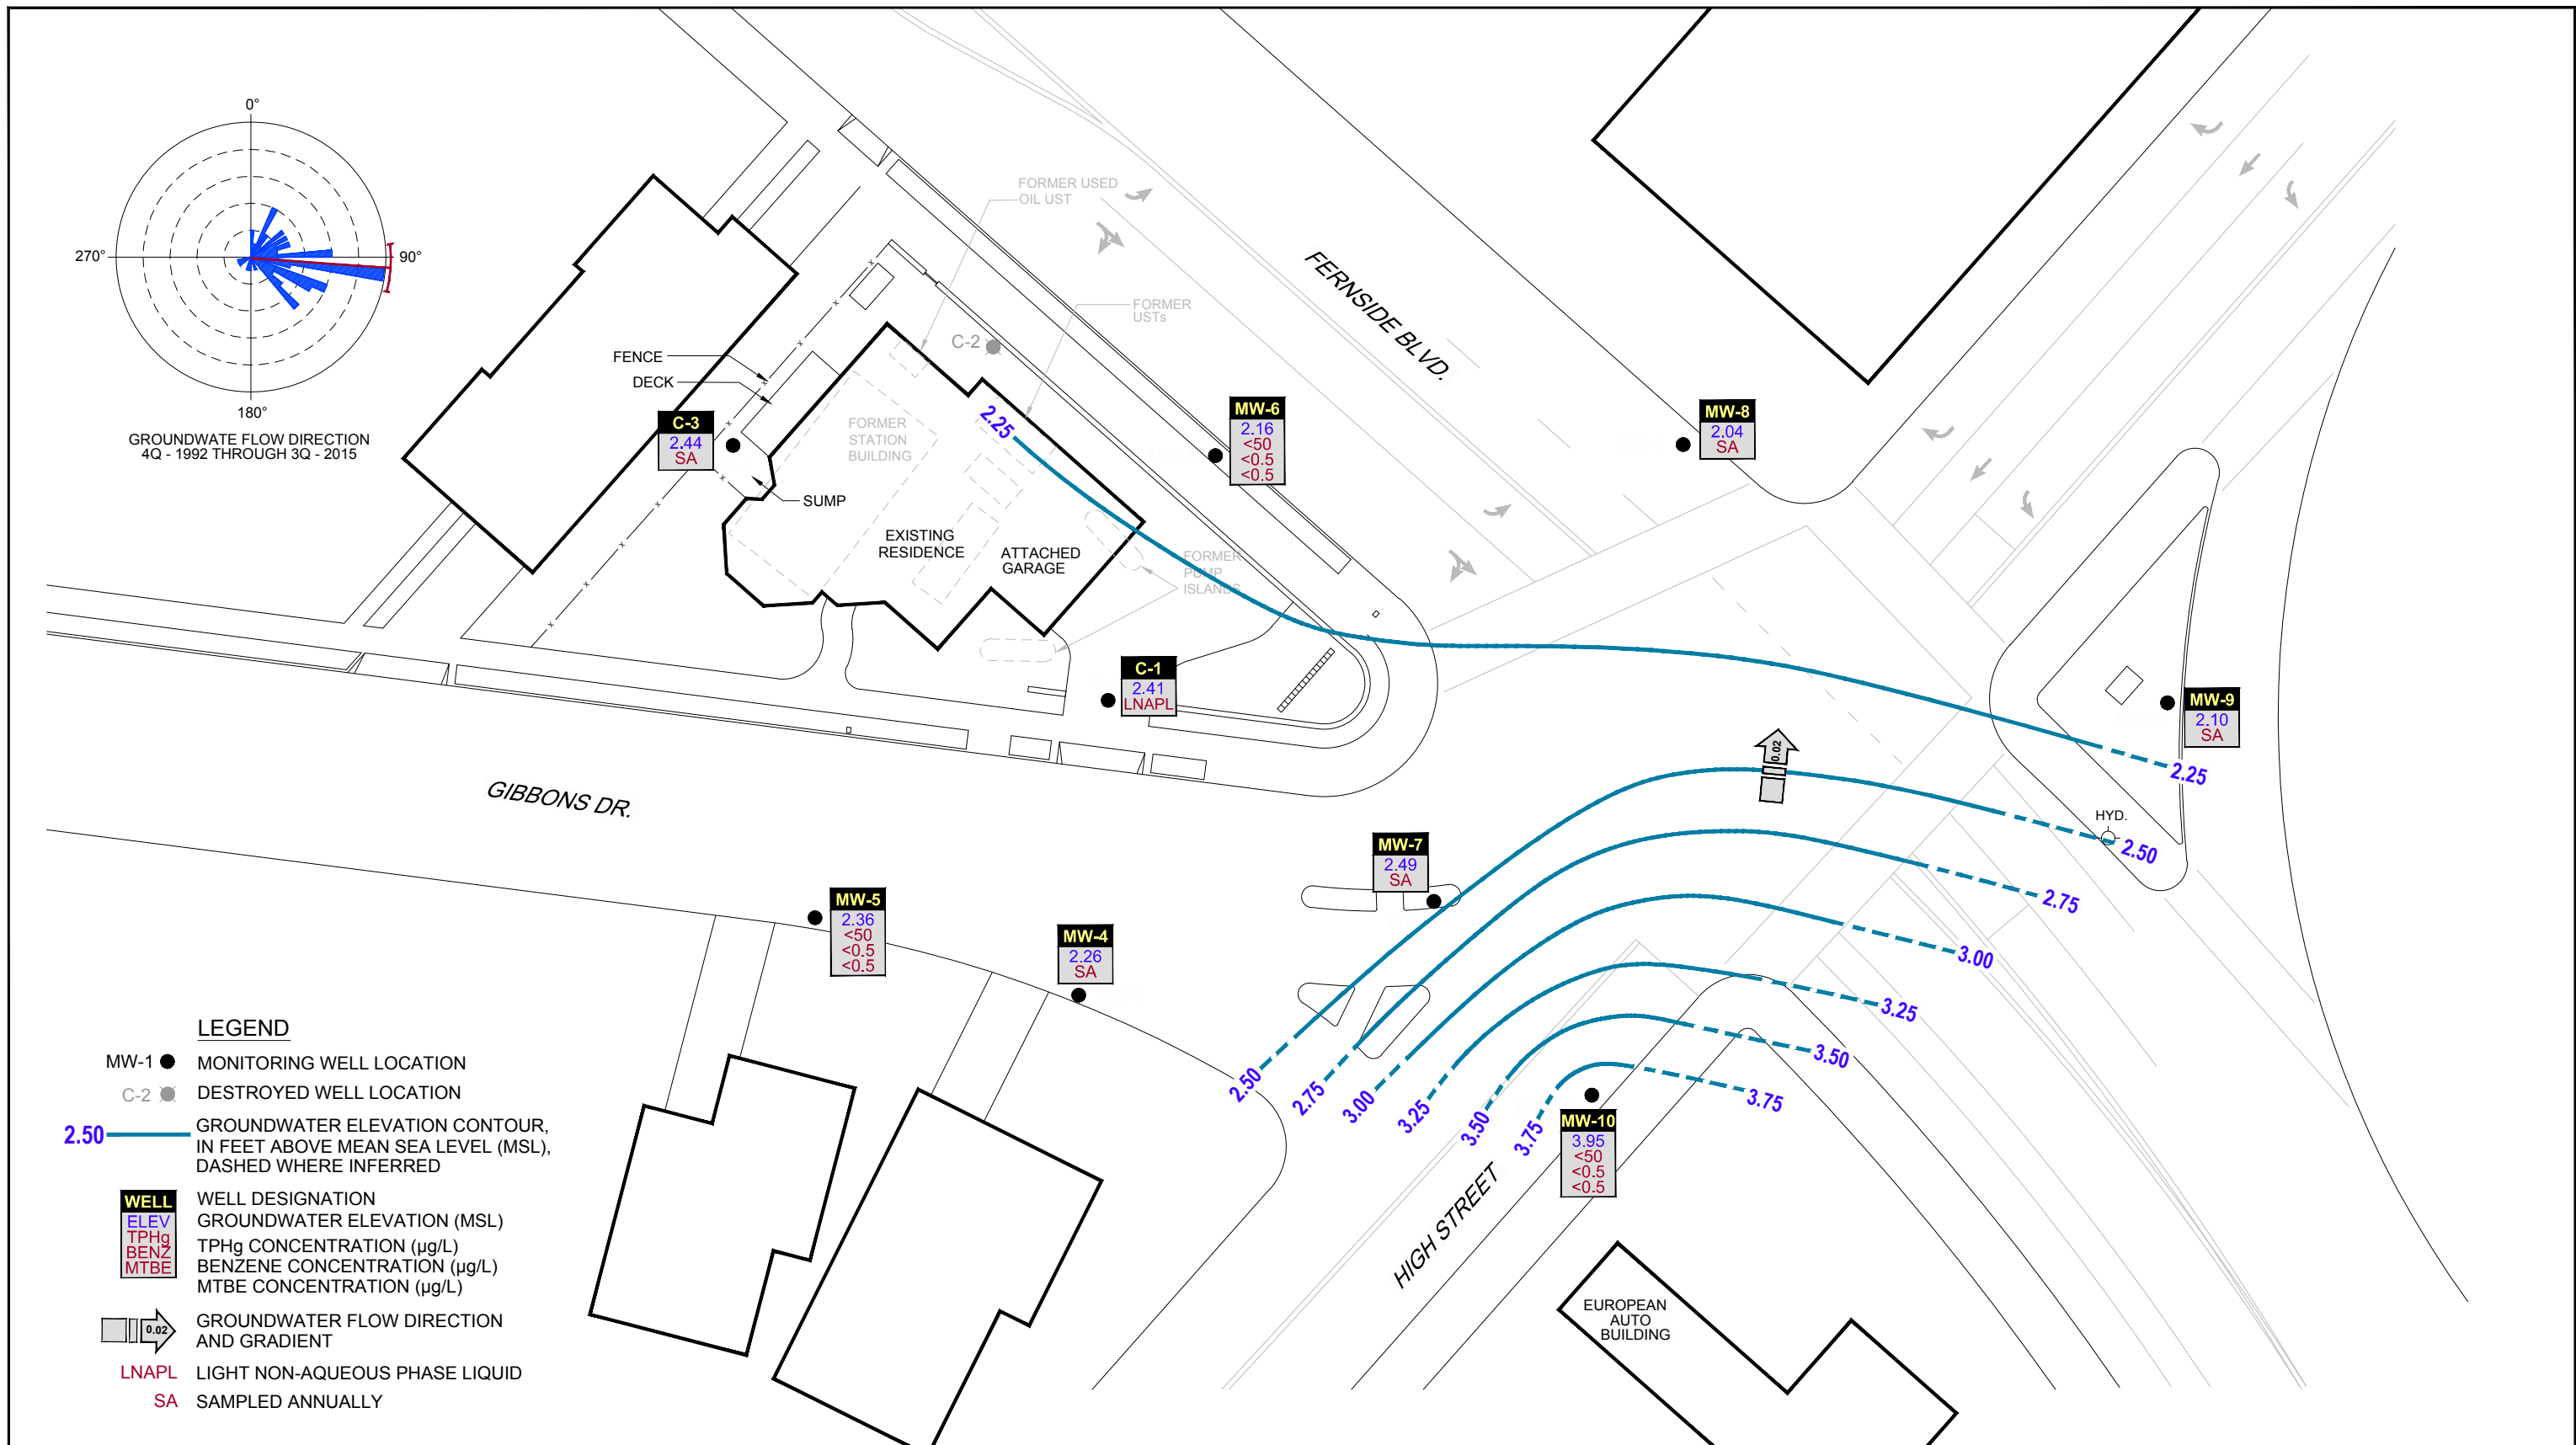 0°
270°
90°
180°
GROUNDWATE FLOW DIRECTION
4Q - 1992 THROUGH 3Q - 2015
FORMER USED
OIL UST
FORMER
USTs
C-2
FERNSIDE BLVD.
FENCE
DECK
C-3
2.44
SA
FORMER
STATION
BUILDING
SUMP
2.25
MW-6
2.16
<50
<0.5
<0.5
MW-8
2.04
SA
EXISTING
RESIDENCE
ATTACHED
GARAGE
FORMER
PUMP
ISLANDS
C-1
2.41
LNAPL
MW-9
2.10
SA
2.25
0.02
GIBBONS DR.
HYD.
2.50
MW-7
2.49
SA
2.75
MW-5
2.36
<50
<0.5
<0.5
MW-4
2.26
SA
3.00
3.25
3.50
3.75
2.50
2.75
3.00
3.25
3.50
3.75
MW-10
3.95
<50
<0.5
<0.5
HIGH STREET
EUROPEAN
AUTO
BUILDING
LEGEND
MW-1 MONITORING WELL LOCATION
C-2 DESTROYED WELL LOCATION
2.50 GROUNDWATER ELEVATION CONTOUR,
IN FEET ABOVE MEAN SEA LEVEL (MSL),
DASHED WHERE INFERRED
WELL WELL DESIGNATION
ELEV GROUNDWATER ELEVATION (MSL)
TPHg TPHg CONCENTRATION (µg/L)
BENZ BENZENE CONCENTRATION (µg/L)
MTBE MTBE CONCENTRATION (µg/L)
0.02 GROUNDWATER FLOW DIRECTION
AND GRADIENT
LNAPL LIGHT NON-AQUEOUS PHASE LIQUID
SA SAMPLED ANNUALLY